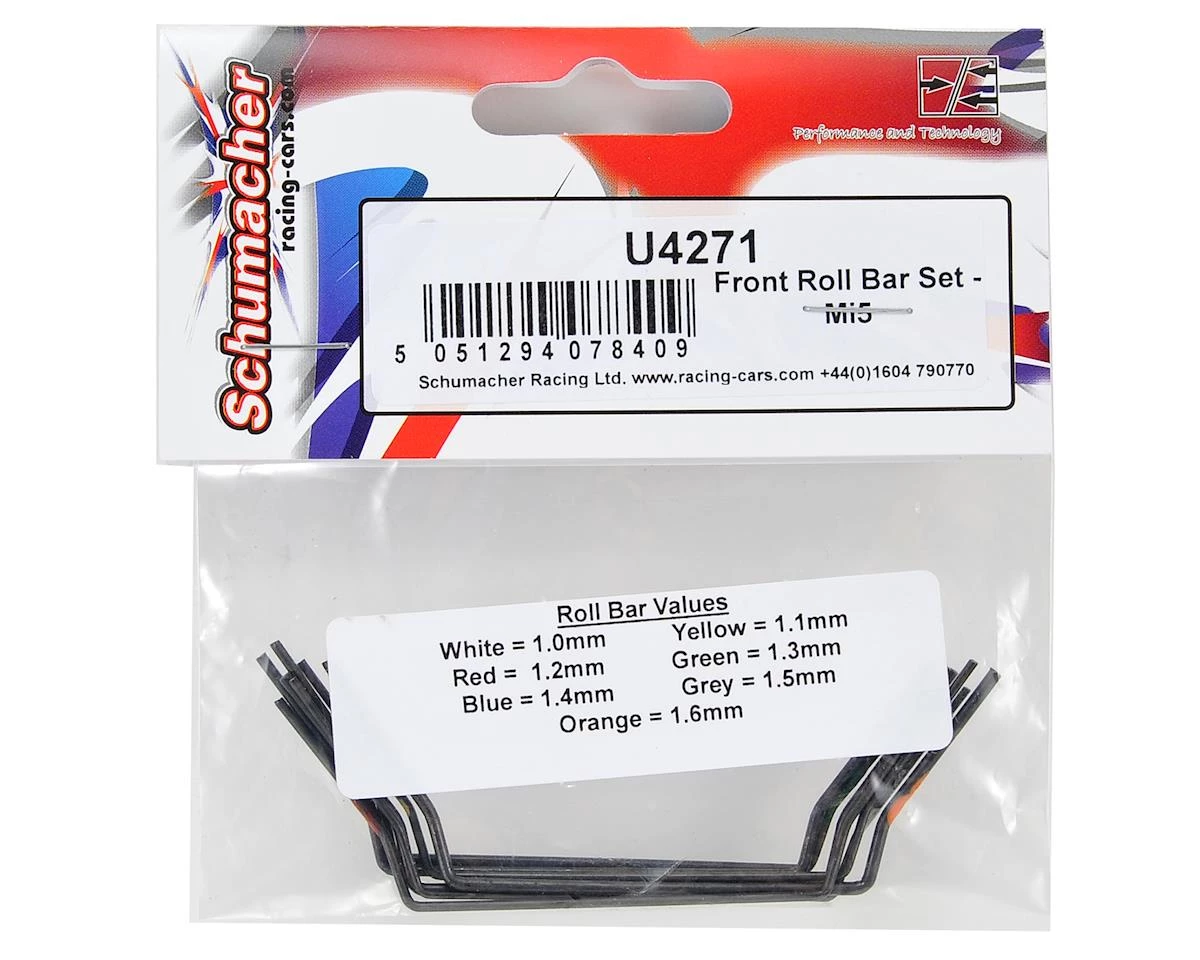 Schumacher
racing-cars.com
Performance and Technology
U4271
Front Roll Bar Set -
Mi5
5 051294 078409
Schumacher Racing Ltd. www.racing-cars.com +44(0)1604 790770
Roll Bar Values
White = 1.0mm Yellow = 1.1mm
Red = 1.2mm Green = 1.3mm
Blue = 1.4mm Grey = 1.5mm
Orange = 1.6mm